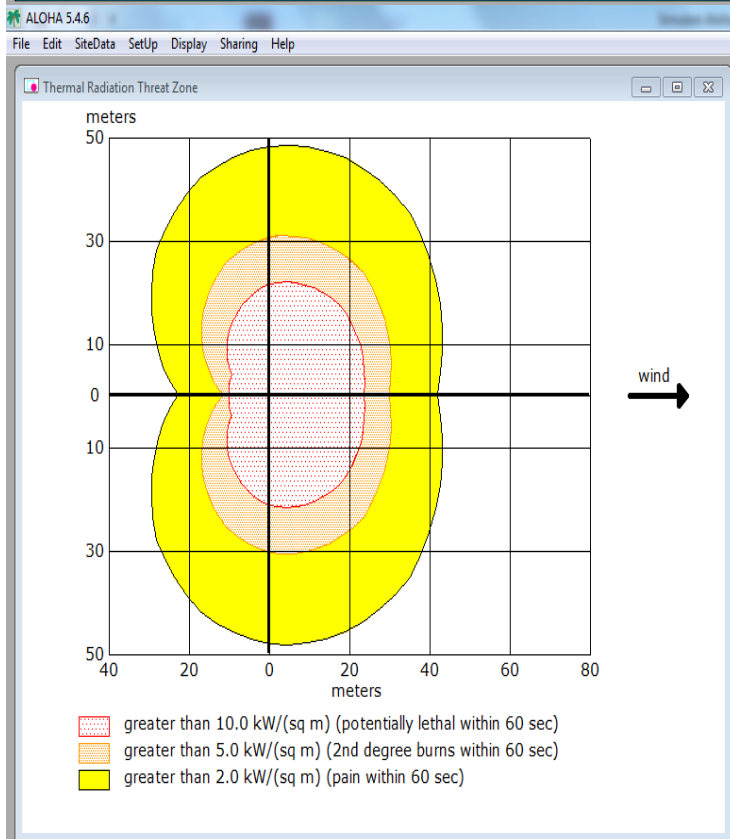 ALOHA 5.4.6
File Edit SiteData SetUp Display Sharing Help
Thermal Radiation Threat Zone
meters
50
30
10
0
10
30
50
40 20 0 20 40 60 80
meters
wind
greater than 10.0 kW/(sq m) (potentially lethal within 60 sec)
greater than 5.0 kW/(sq m) (2nd degree burns within 60 sec)
greater than 2.0 kW/(sq m) (pain within 60 sec)